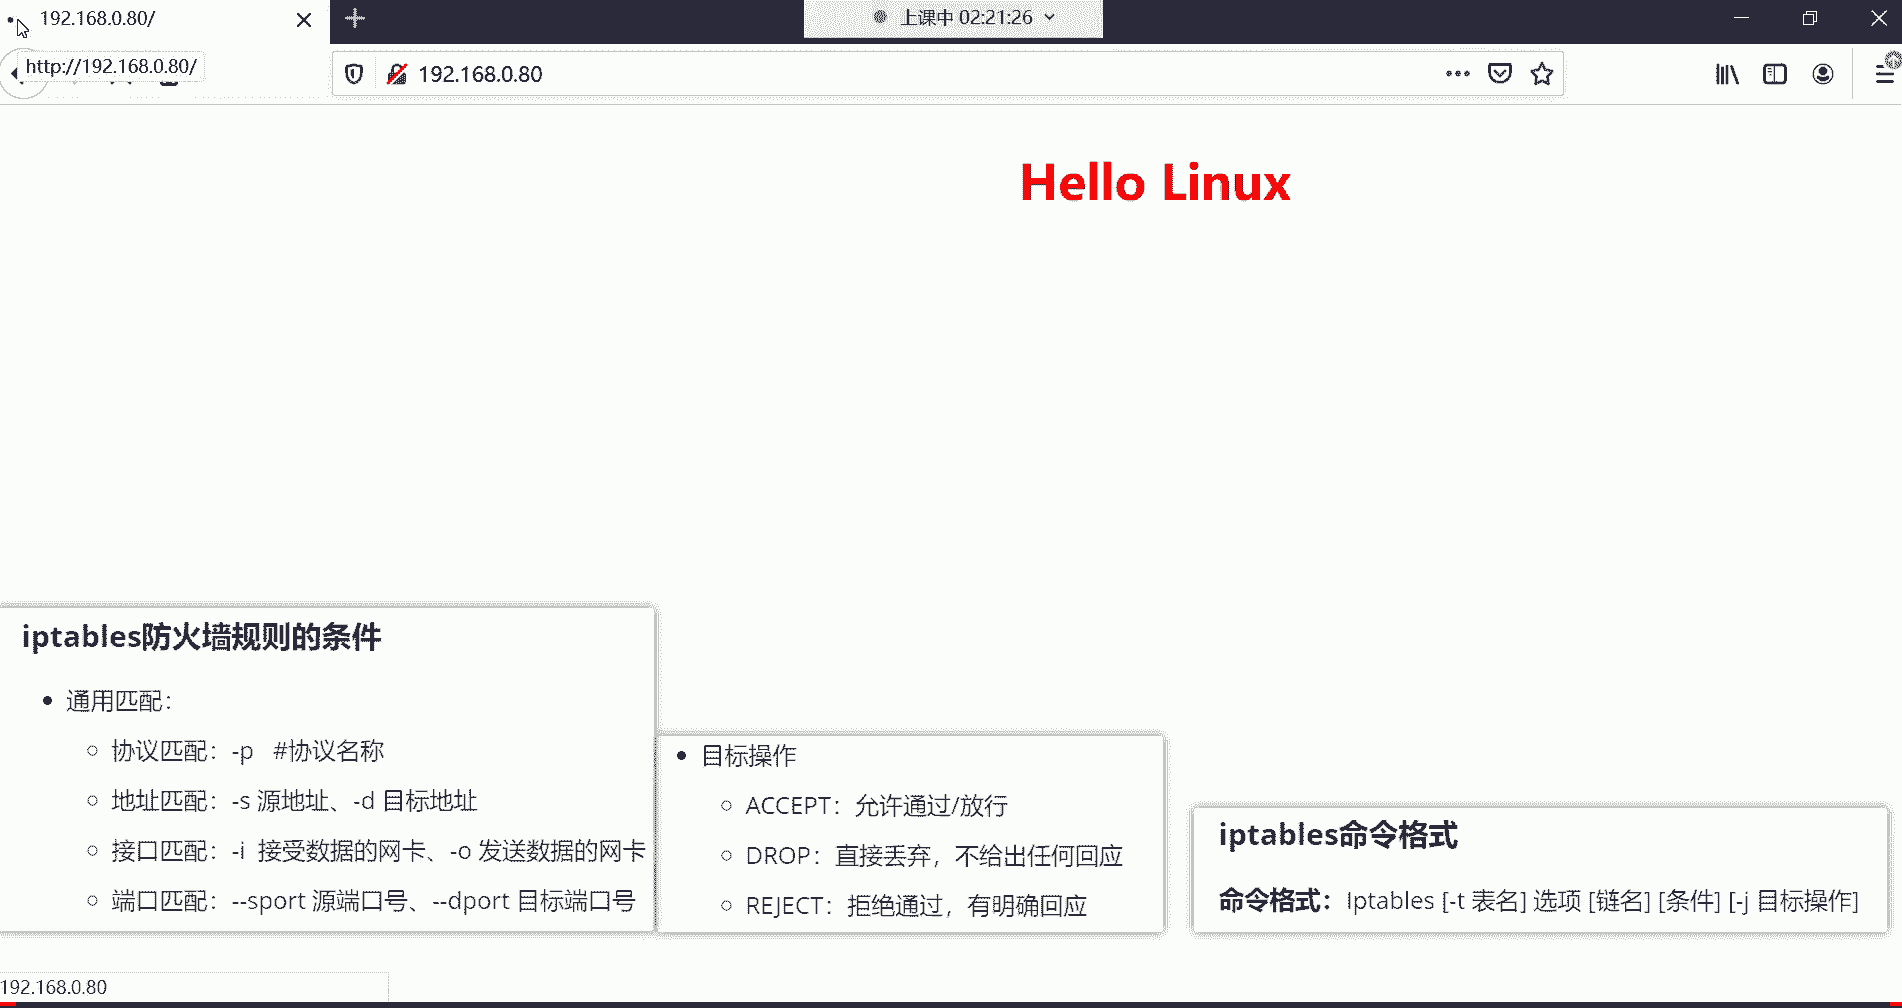 192.168.0.80/
上课中 02:21:26
http://192.168.0.80/
192.168.0.80
Hello Linux
iptables防火墙规则的条件
通用匹配：
协议匹配：-p #协议名称
地址匹配：-s 源地址、-d 目标地址
接口匹配：-i 接受数据的网卡、-o 发送数据的网卡
端口匹配：--sport 源端口号、--dport 目标端口号
目标操作
ACCEPT：允许通过/放行
DROP：直接丢弃，不给出任何回应
REJECT：拒绝通过，有明确回应
iptables命令格式
命令格式：Iptables [-t 表名] 选项 [链名] [条件] [-j 目标操作]
192.168.0.80